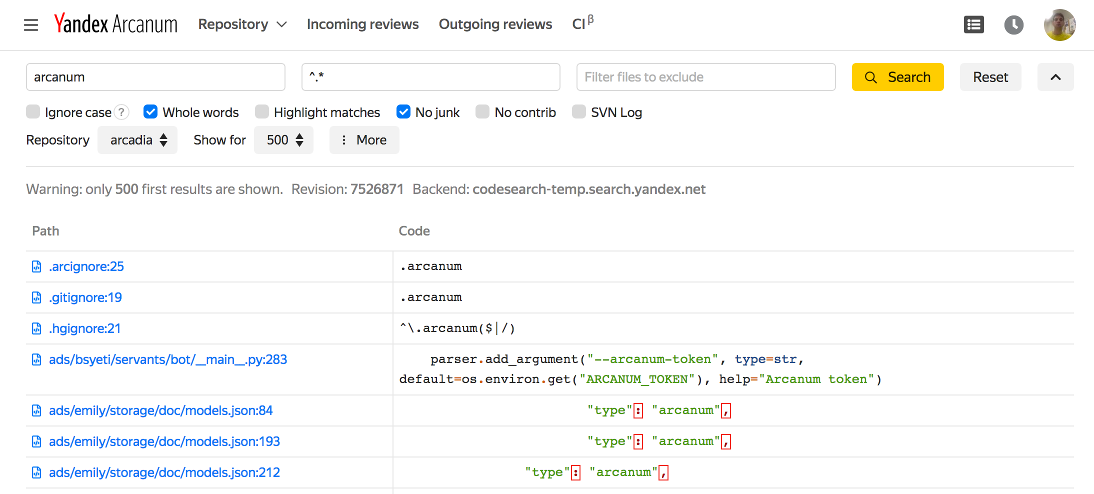 Yandex Arcanum Repository Incoming reviews Outgoing reviews CI β
arcanum ^.* Filter files to exclude Search Reset
Ignore case ? Whole words Highlight matches No junk No contrib SVN Log
Repository arcadia Show for 500 More
Warning: only 500 first results are shown. Revision: 7526871 Backend: codesearch-temp.search.yandex.net
Path Code
.arcignore:25 .arcanum
.gitignore:19 .arcanum
.hgignore:21 ^\.arcanum($|/)
ads/bsyeti/servants/bot/__main__.py:283 parser.add_argument("--arcanum-token", type=str,
default=os.environ.get("ARCANUM_TOKEN"), help="Arcanum token")
ads/emily/storage/doc/models.json:84 "type": "arcanum",
ads/emily/storage/doc/models.json:193 "type": "arcanum",
ads/emily/storage/doc/models.json:212 "type": "arcanum",